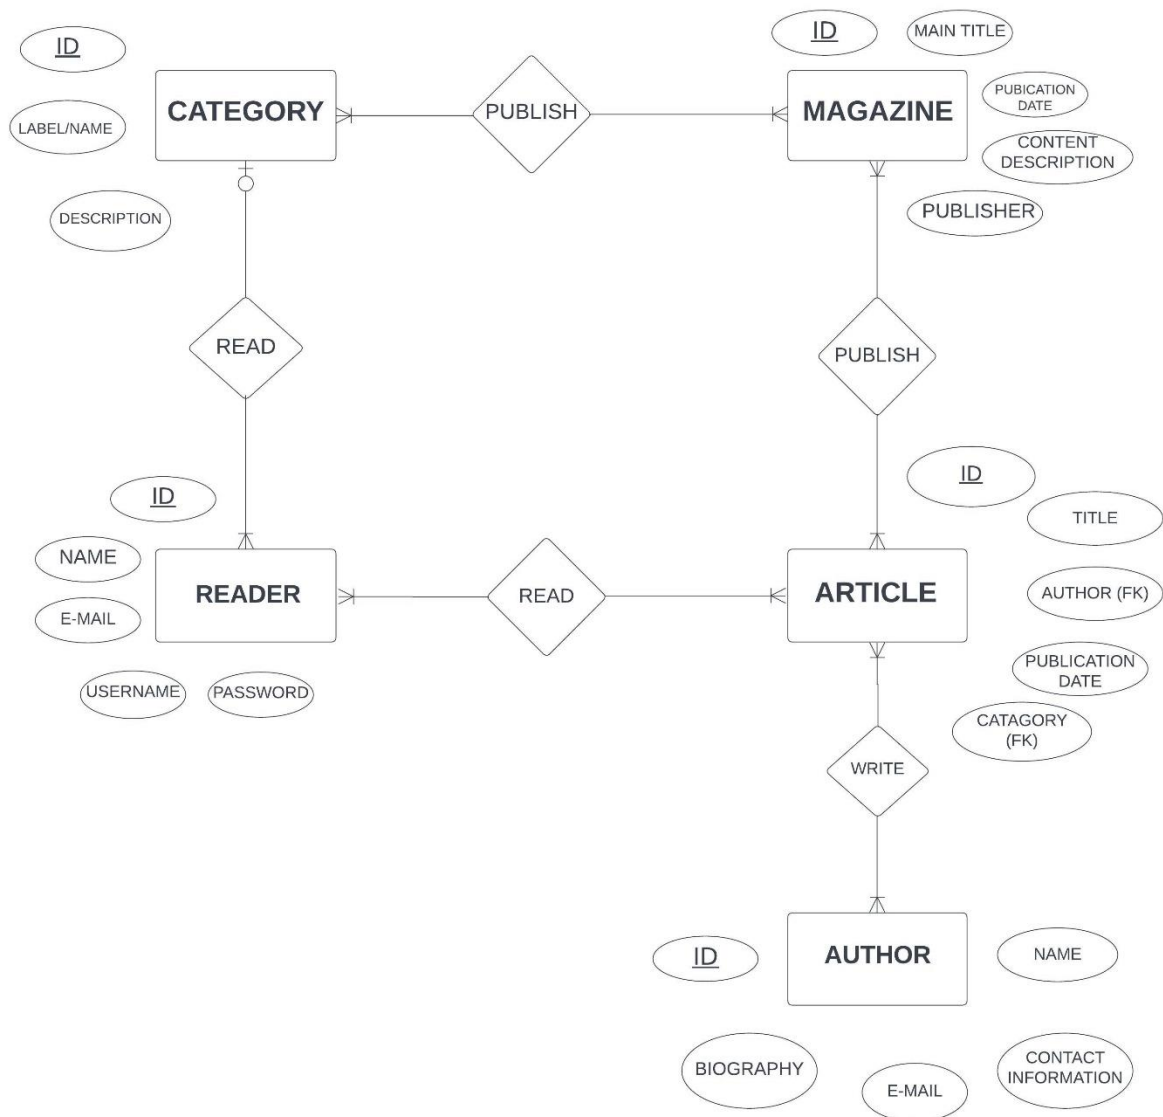 ID
MAIN TITLE
ID
CATEGORY
PUBLISH
MAGAZINE
PUBICATION
DATE
LABEL/NAME
CONTENT
DESCRIPTION
DESCRIPTION
PUBLISHER
READ
PUBLISH
ID
ID
TITLE
NAME
READER
READ
ARTICLE
AUTHOR (FK)
E-MAIL
PUBLICATION
DATE
USERNAME
PASSWORD
CATAGORY
(FK)
WRITE
ID
AUTHOR
NAME
BIOGRAPHY
E-MAIL
CONTACT
INFORMATION